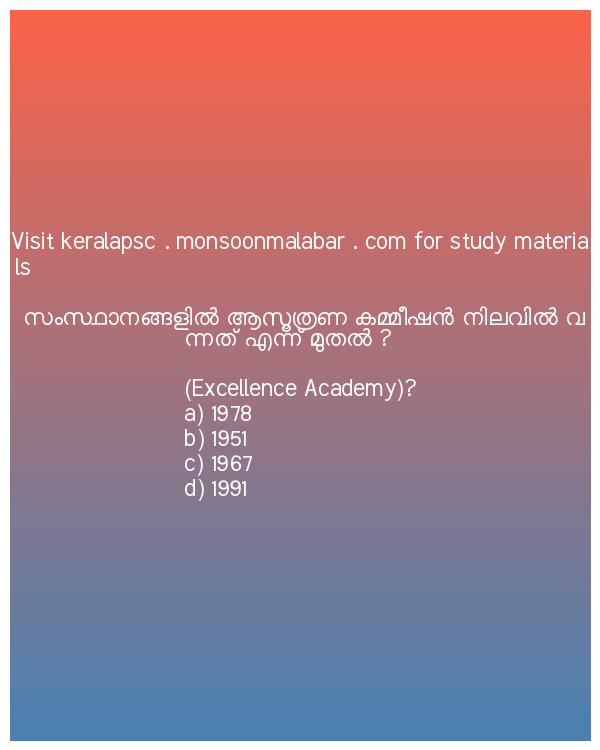 Visit keralapsc . monsoonmalabar . com for study materia
ls
സംസ്ഥാനങ്ങളിൽ ആസൂത്രണ കമ്മീഷൻ നിലവിൽ വ
ന്നത് എന്ന് മുതൽ ?
(Excellence Academy)?
a) 1978
b) 1951
c) 1967
d) 1991